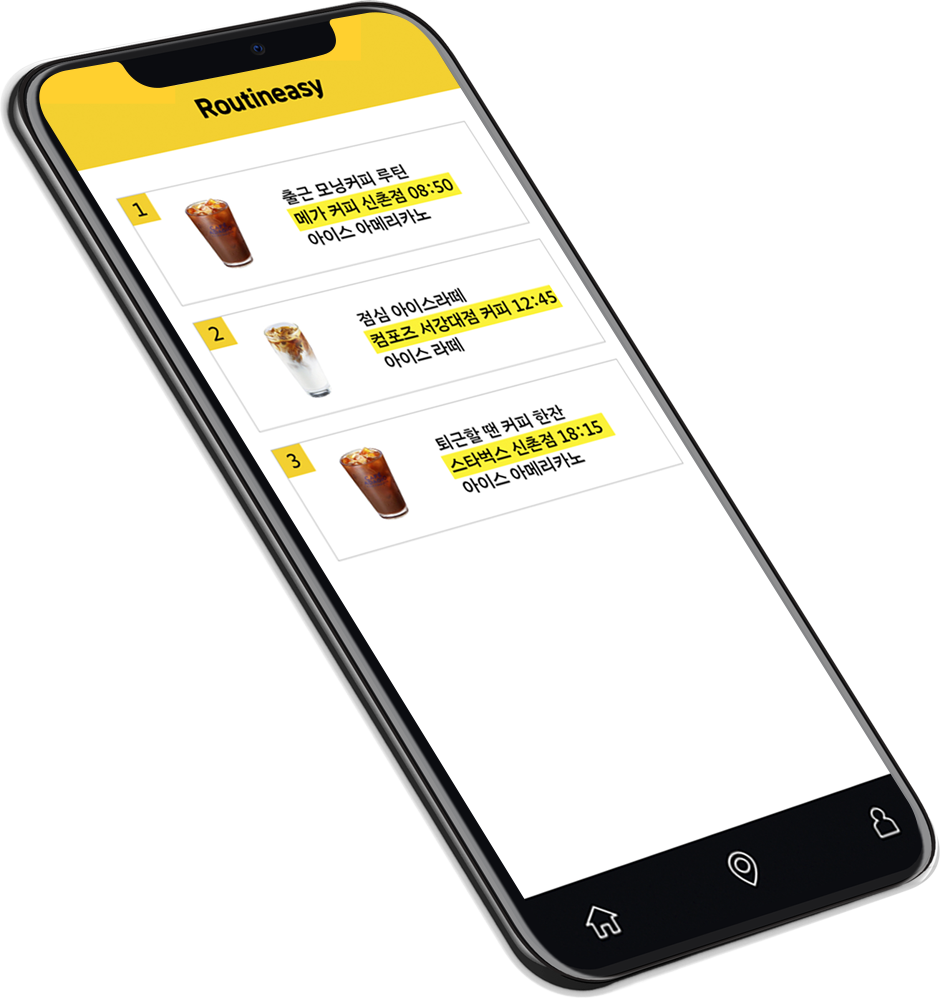 Routineasy
1
출근 모닝커피 루틴
메가 커피 신촌점 08:50
아이스 아메리카노
2
점심 아이스라떼
컴포즈 서강대점 커피 12:45
아이스 라떼
3
퇴근할 땐 커피 한잔
스타벅스 신촌점 18:15
아이스 아메리카노